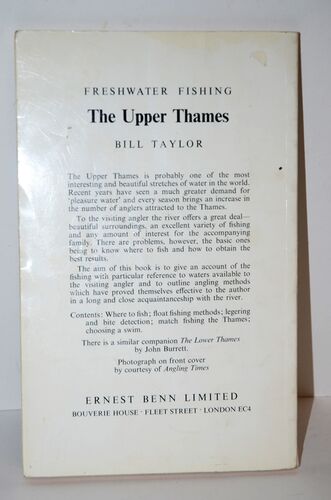 FRESHWATER FISHING
The Upper Thames
BILL TAYLOR
The Upper Thames is probably one of the most
interesting and beautiful stretches of water in the world.
Recent years have seen a much greater demand for
'pleasure water' and every season brings an increase in
the number of anglers attracted to the Thames.
To the visiting angler the river offers a great deal—
beautiful surroundings, an excellent variety of fishing
and any amount of interest for the accompanying
family. There are problems, however, the basic ones
being to know where to fish and how to obtain the
best results.
The aim of this book is to give an account of the
fishing with particular reference to waters available to
the visiting angler and to outline angling methods
which have proved themselves effective to the author
in a long and close acquaintanceship with the river.
Contents: Where to fish; float fishing methods; legering
and bite detection; match fishing the Thames;
choosing a swim.
There is a similar companion The Lower Thames
by John Burrett.
Photograph on front cover
by courtesy of Angling Times
ERNEST BENN LIMITED
BOUVERIE HOUSE · FLEET STREET · LONDON EC4